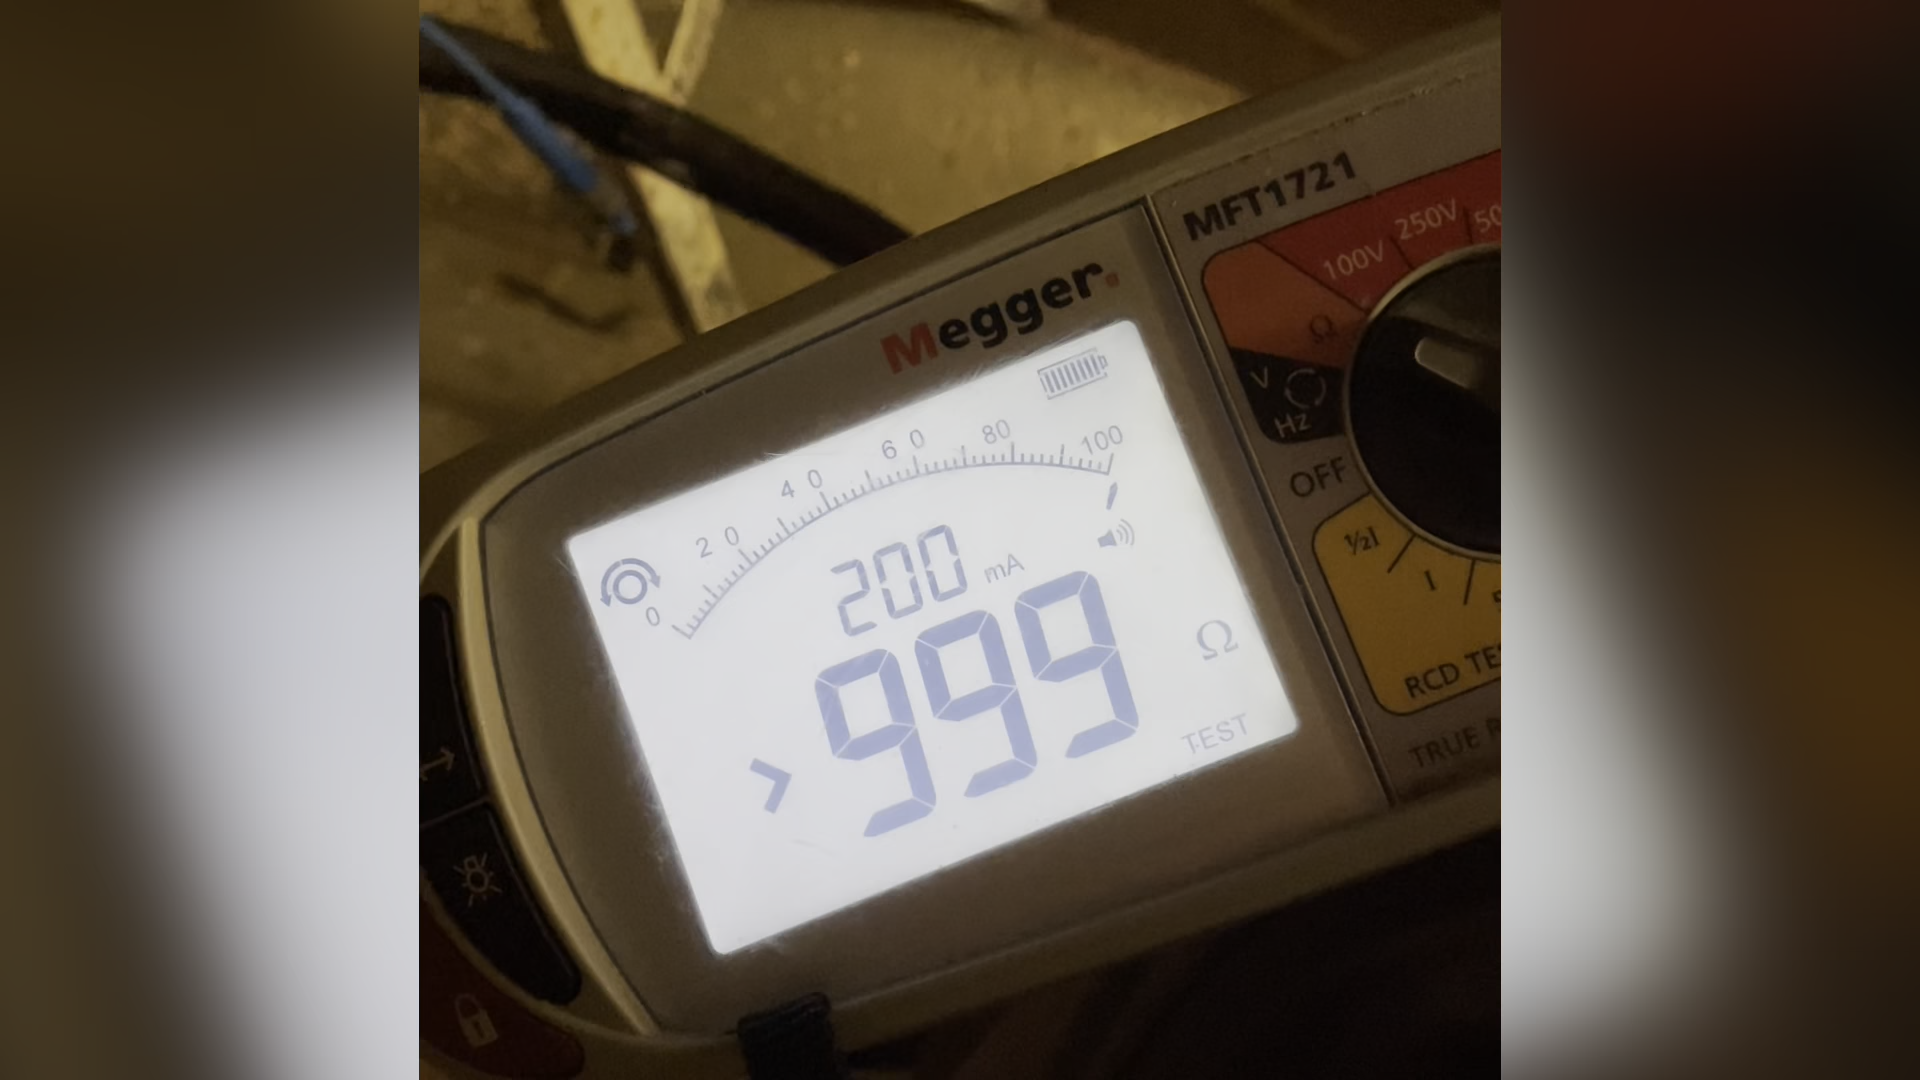 MFT1721
Megger.
100V 250V 50
Ω
V
Hz
OFF
½I
I
RCD TES
TRUE R
0 20 40 60 80 100
200 mA
>999 Ω
TEST